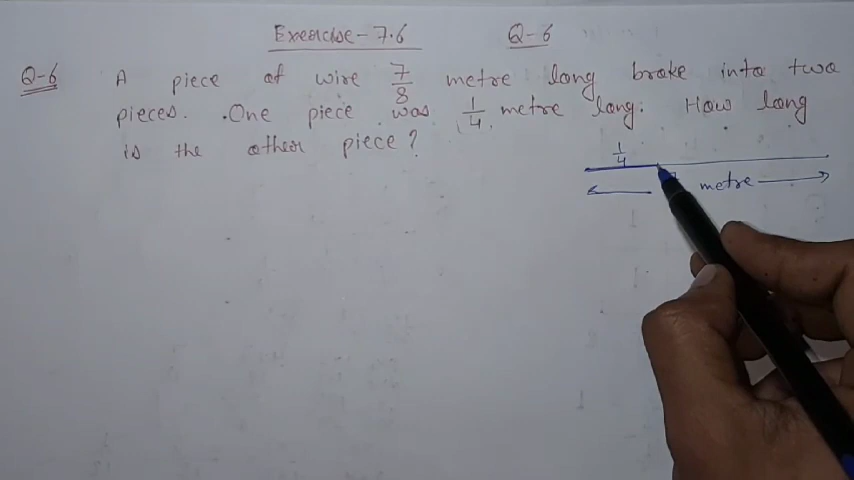 Exercise-7.6 Q-6
Q-6 A piece of wire 7/8 metre long broke into two
pieces. One piece was 1/4 metre long. How long
is the other piece?
1/4
metre